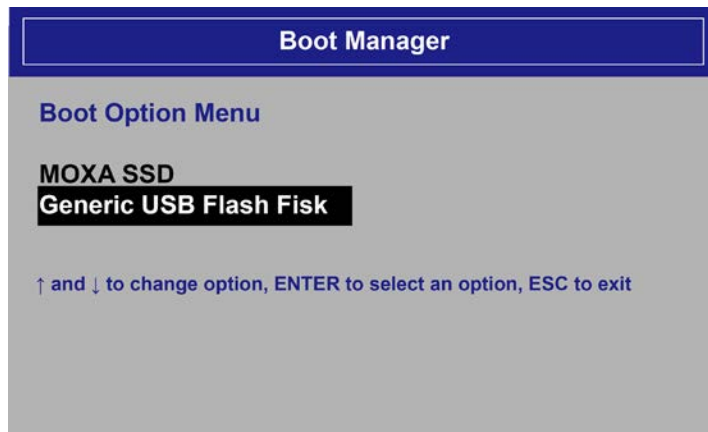 Boot Manager
Boot Option Menu
MOXA SSD
Generic USB Flash Fisk
↑ and ↓ to change option, ENTER to select an option, ESC to exit